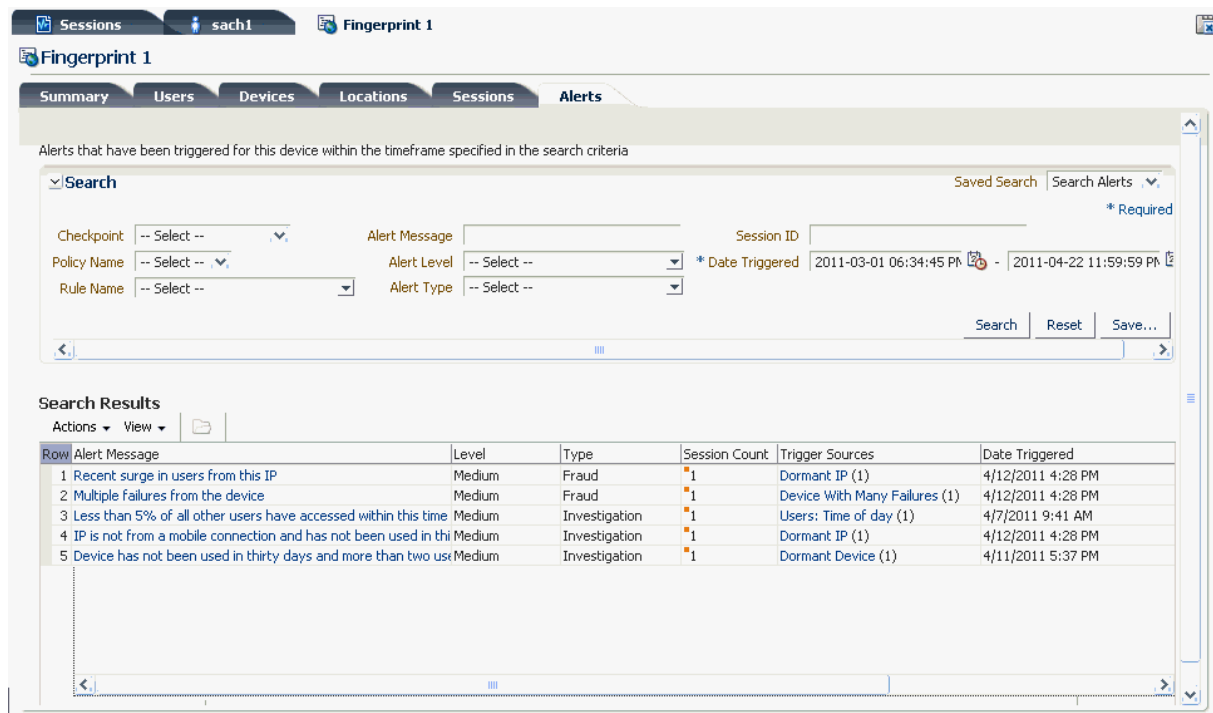 Sessions sach1 Fingerprint 1
Fingerprint 1
Summary Users Devices Locations Sessions Alerts
Alerts that have been triggered for this device within the timeframe specified in the search criteria
Search Saved Search Search Alerts
* Required
Checkpoint -- Select -- Alert Message Session ID
Policy Name -- Select -- Alert Level -- Select -- * Date Triggered 2011-03-01 06:34:45 PM - 2011-04-22 11:59:59 PM
Rule Name -- Select -- Alert Type -- Select --
Search Reset Save...
Search Results
Actions View
Row Alert Message Level Type Session Count Trigger Sources Date Triggered
1 Recent surge in users from this IP Medium Fraud 1 Dormant IP (1) 4/12/2011 4:28 PM
2 Multiple failures from the device Medium Fraud 1 Device With Many Failures (1) 4/12/2011 4:28 PM
3 Less than 5% of all other users have accessed within this time Medium Investigation 1 Users: Time of day (1) 4/7/2011 9:41 AM
4 IP is not from a mobile connection and has not been used in thi Medium Investigation 1 Dormant IP (1) 4/12/2011 4:28 PM
5 Device has not been used in thirty days and more than two use Medium Investigation 1 Dormant Device (1) 4/11/2011 5:37 PM